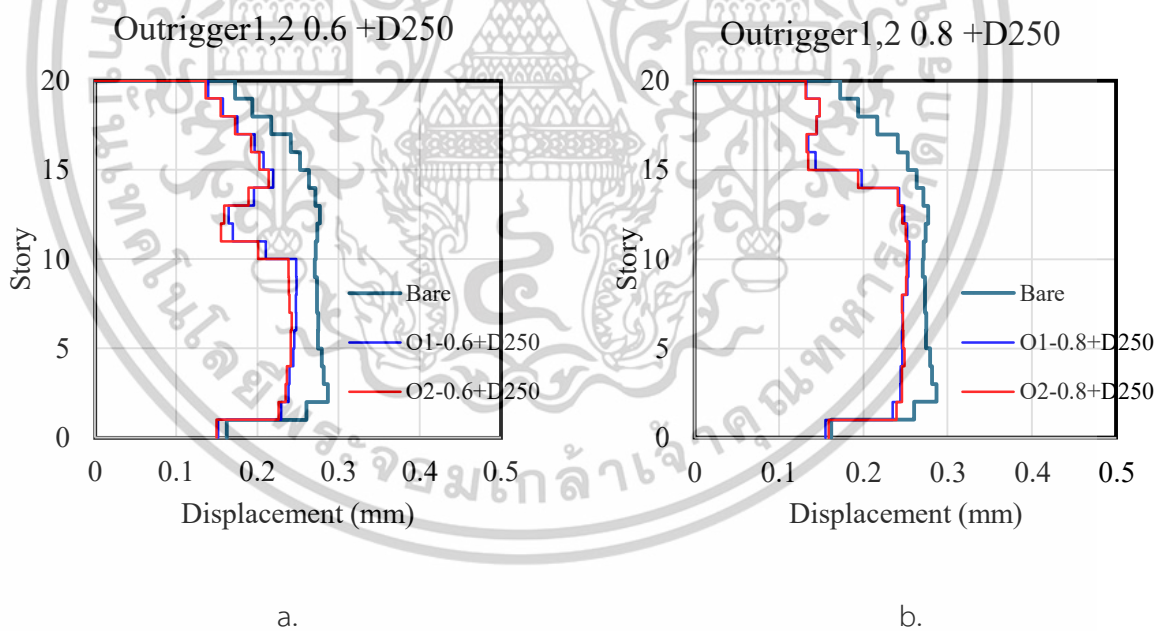 Outrigger1,2 0.6 +D250
20
15
10
5
0
Story
Bare
O1-0.6+D250
O2-0.6+D250
0 0.1 0.2 0.3 0.4 0.5
Displacement (mm)
a.
Outrigger1,2 0.8 +D250
20
15
10
5
0
Story
Bare
O1-0.8+D250
O2-0.8+D250
0 0.1 0.2 0.3 0.4 0.5
Displacement (mm)
b.